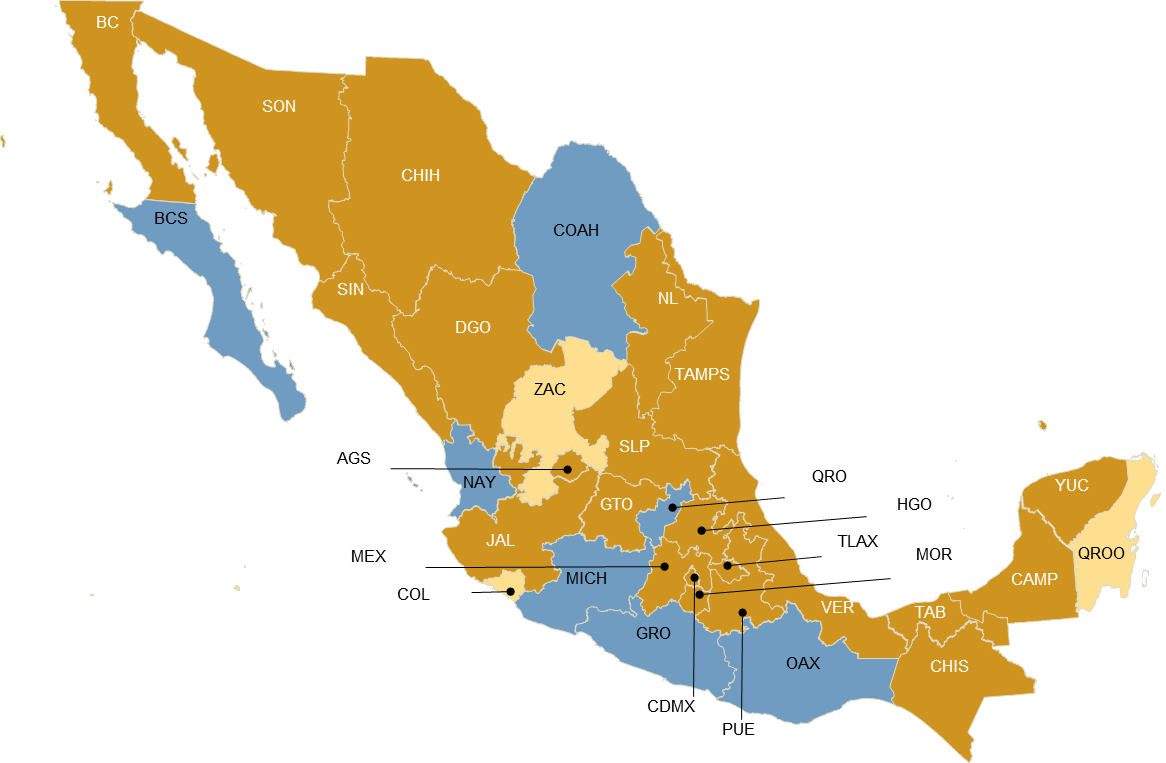 BC
SON
CHIH
BCS
COAH
SIN
NL
DGO
TAMPS
ZAC
SLP
AGS
NAY
QRO
YUC
GTO
HGO
JAL
TLAX
MEX
MOR
QROO
MICH
CAMP
COL
VER
TAB
GRO
OAX
CHIS
CDMX
PUE